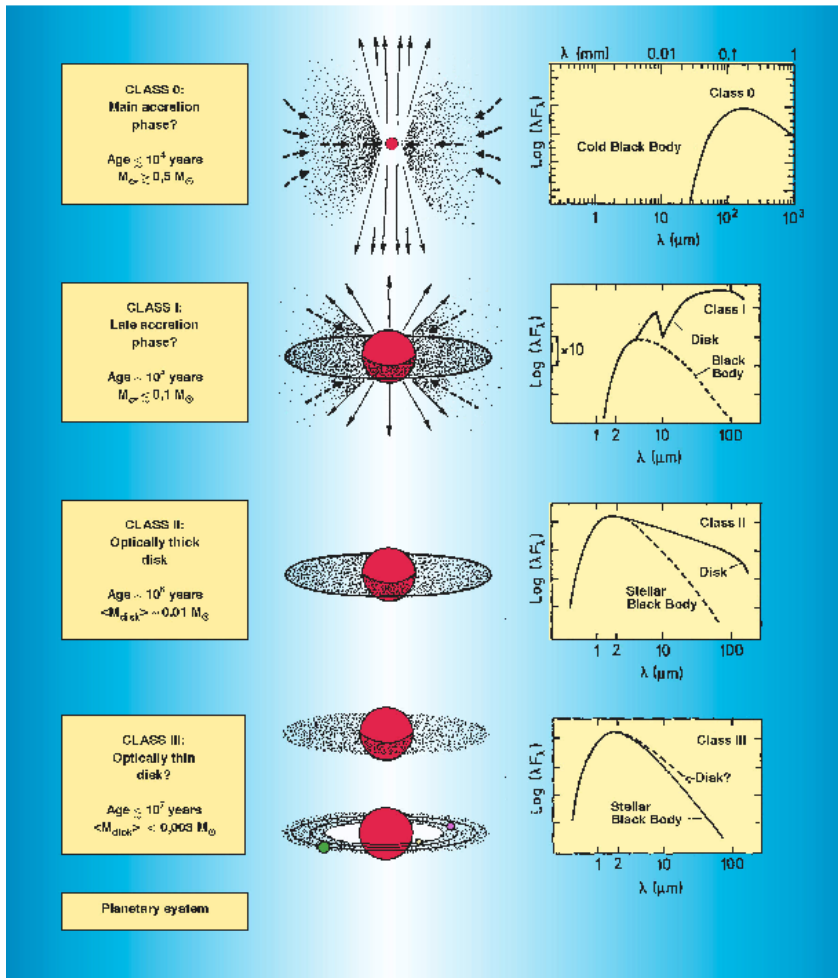 CLASS 0:
Main accretion
phase?
Age ≲ 10⁴ years
M ≳ 0,5 M☉
λ (mm) 0.01 0.1 1
Class 0
Cold Black Body
Log (λFλ)
1 10 10² 10³
λ (μm)
CLASS I:
Late accretion
phase?
Age ~ 10⁵ years
M ≲ 0,1 M☉
Class I
Disk
Black
Body
×10
Log (λFλ)
1 2 10 100
λ (μm)
CLASS II:
Optically thick
disk
Age ~ 10⁶ years
<Mdisk> ~ 0.01 M☉
Class II
Disk
Stellar
Black Body
Log (λFλ)
1 2 10 100
λ (μm)
CLASS III:
Optically thin
disk?
Age ≲ 10⁷ years
<Mdisk> < 0,003 M☉
Class III
Disk?
Stellar
Black Body
Log (λFλ)
1 2 10 100
λ (μm)
Planetary system